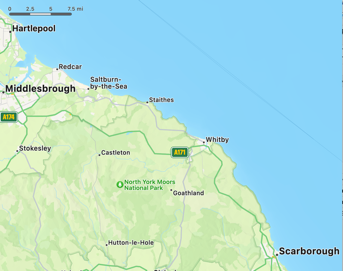 0 2.5 5 7.5 mi
Hartlepool
Redcar
Saltburn-
by-the-Sea
Middlesbrough
Staithes
A174
Whitby
Stokesley
Castleton
A171
North York Moors
National Park
Goathland
Hutton-le-Hole
Scarborough